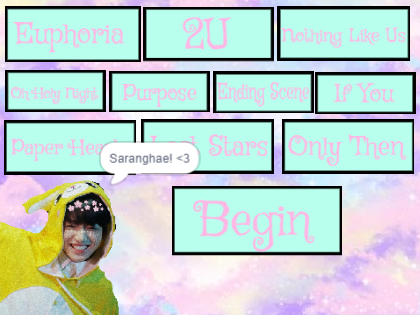 Euphoria
2U
Nothing Like Us
Oh Holy Night
Purpose
Ending Scene
If You
Paper Hea
Stars
Only Then
Saranghae! <3
Begin